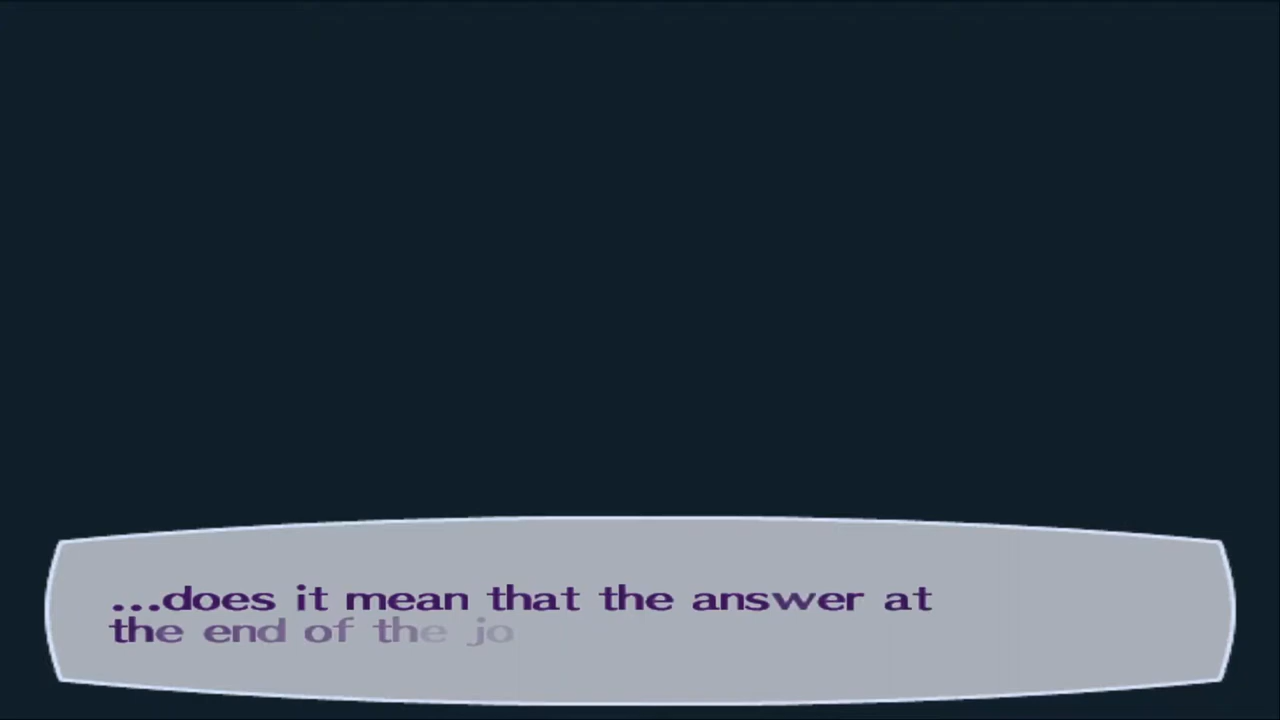 ...does it mean that the answer at
the end of the jo